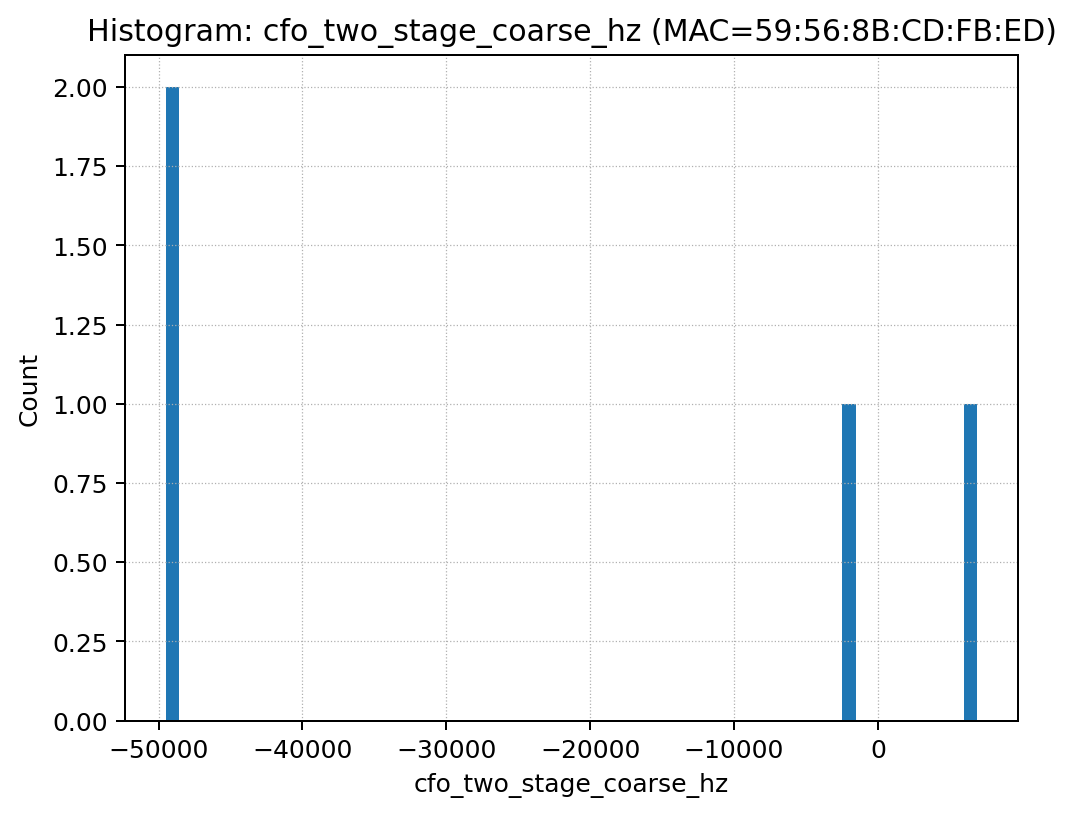 Histogram: cfo_two_stage_coarse_hz (MAC=59:56:8B:CD:FB:ED)
2.00
1.75
1.50
1.25
1.00
0.75
0.50
0.25
0.00
Count
−50000 −40000 −30000 −20000 −10000 0
cfo_two_stage_coarse_hz